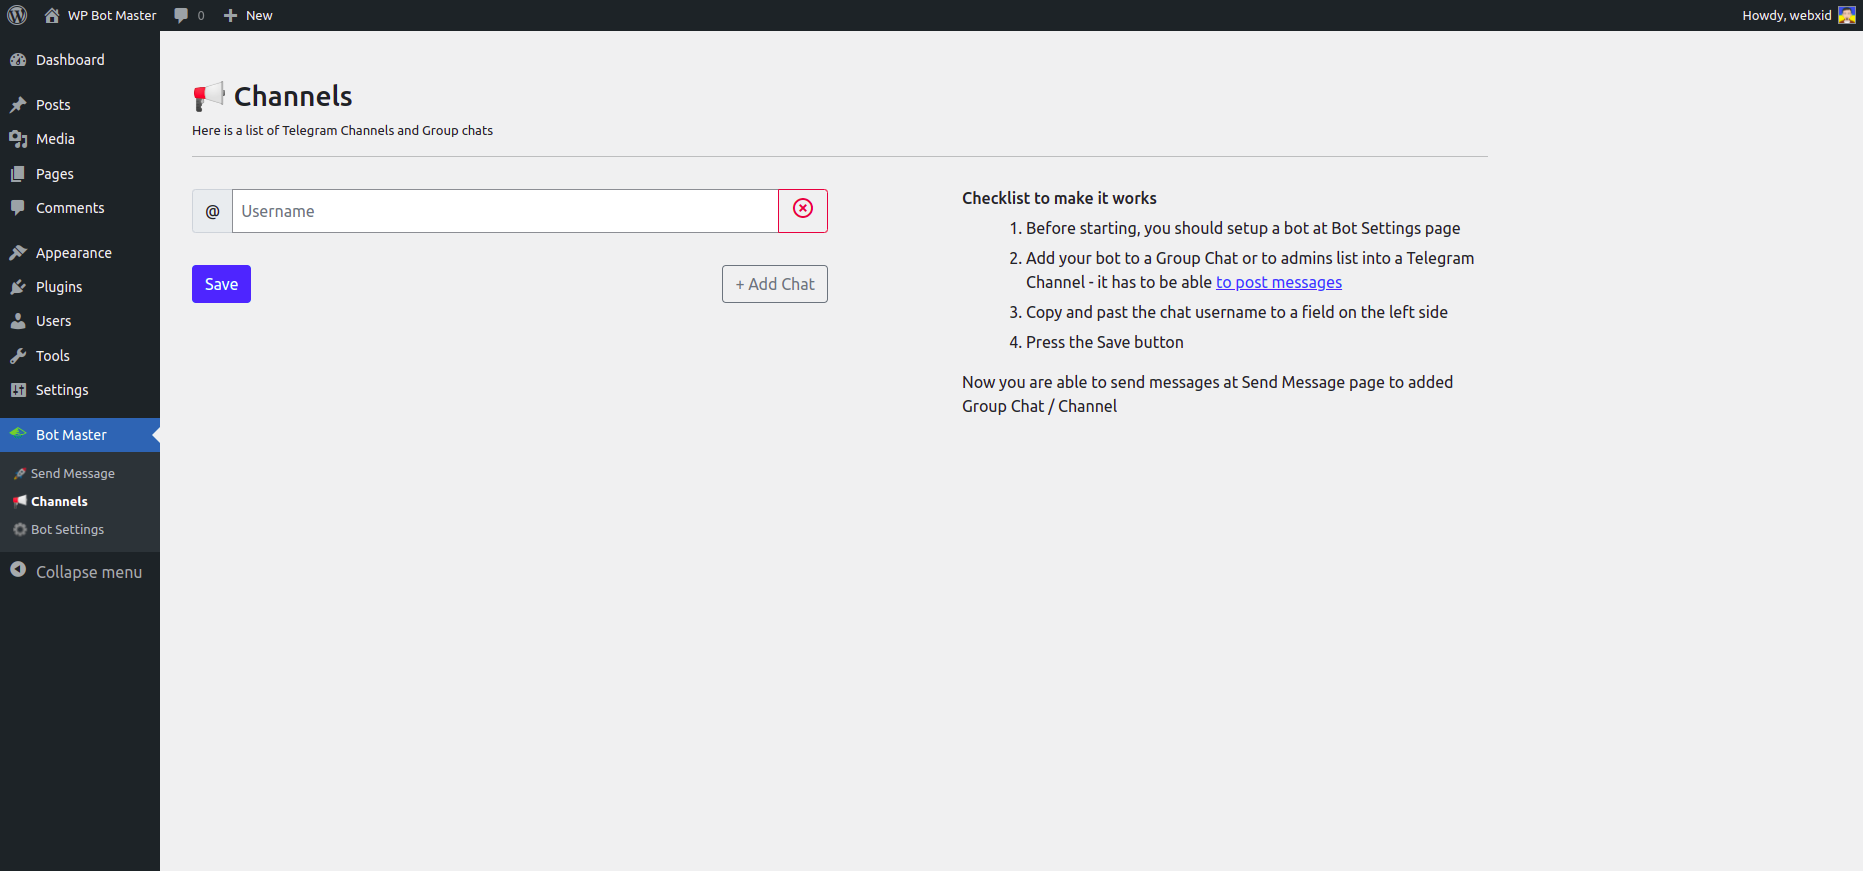 WP Bot Master
0
New
Howdy, webxid
Dashboard
Posts
Media
Pages
Comments
Appearance
Plugins
Users
Tools
Settings
Bot Master
Send Message
Channels
Bot Settings
Collapse menu
Channels
Here is a list of Telegram Channels and Group chats
@ Username
Save
+ Add Chat
Checklist to make it works
1. Before starting, you should setup a bot at Bot Settings page
2. Add your bot to a Group Chat or to admins list into a Telegram
Channel - it has to be able to post messages
3. Copy and past the chat username to a field on the left side
4. Press the Save button
Now you are able to send messages at Send Message page to added
Group Chat / Channel